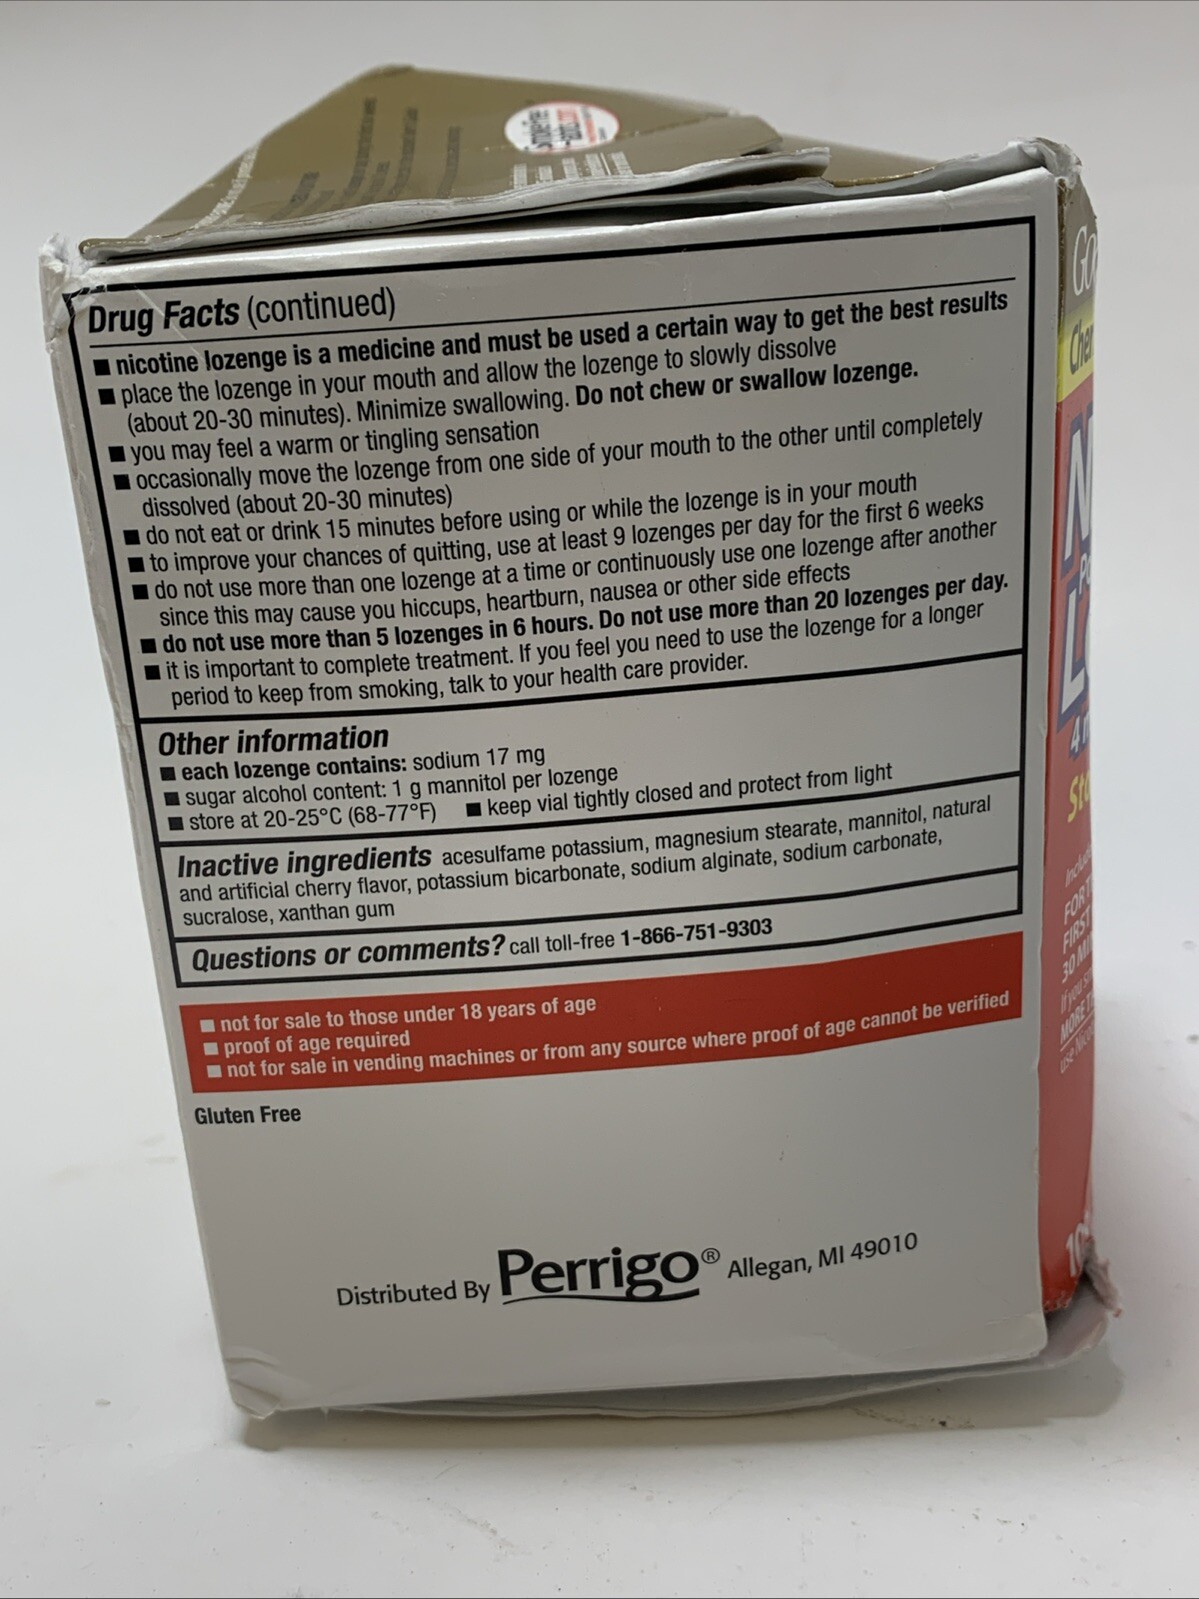 Drug Facts (continued)
■ nicotine lozenge is a medicine and must be used a certain way to get the best results
■ place the lozenge in your mouth and allow the lozenge to slowly dissolve
(about 20-30 minutes). Minimize swallowing. Do not chew or swallow lozenge.
■ you may feel a warm or tingling sensation
■ occasionally move the lozenge from one side of your mouth to the other until completely
dissolved (about 20-30 minutes)
■ do not eat or drink 15 minutes before using or while the lozenge is in your mouth
■ to improve your chances of quitting, use at least 9 lozenges per day for the first 6 weeks
■ do not use more than one lozenge at a time or continuously use one lozenge after another
since this may cause you hiccups, heartburn, nausea or other side effects
■ do not use more than 5 lozenges in 6 hours. Do not use more than 20 lozenges per day.
■ it is important to complete treatment. If you feel you need to use the lozenge for a longer
period to keep from smoking, talk to your health care provider.
Other information
■ each lozenge contains: sodium 17 mg
■ sugar alcohol content: 1 g mannitol per lozenge
■ store at 20-25°C (68-77°F) ■ keep vial tightly closed and protect from light
Inactive ingredients acesulfame potassium, magnesium stearate, mannitol, natural
and artificial cherry flavor, potassium bicarbonate, sodium alginate, sodium carbonate,
sucralose, xanthan gum
Questions or comments? call toll-free 1-866-751-9303
■ not for sale to those under 18 years of age
■ proof of age required
■ not for sale in vending machines or from any source where proof of age cannot be verified
Gluten Free
Distributed By Perrigo® Allegan, MI 49010
FOR
FIRST
30
MORE
use